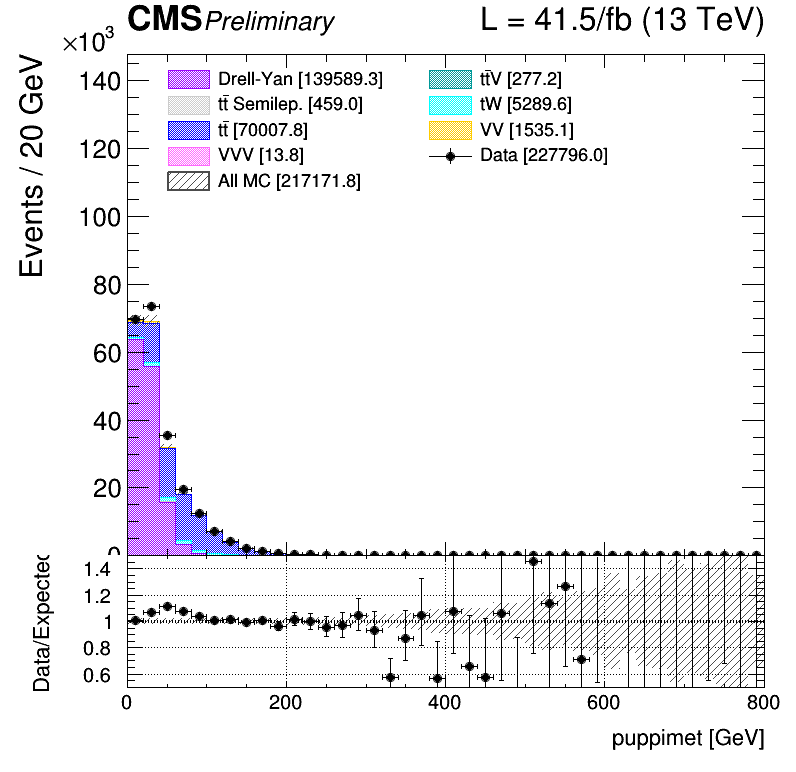 CMS Preliminary L = 41.5/fb (13 TeV)
×10³
Events / 20 GeV
140
120
100
80
60
40
20
0
Drell-Yan [139589.3]
tt̄ Semilep. [459.0]
tt̄ [70007.8]
VVV [13.8]
All MC [217171.8]
tt̄V [277.2]
tW [5289.6]
VV [1535.1]
Data [227796.0]
Data/Expected
1.4
1.2
1
0.8
0.6
0 200 400 600 800
puppimet [GeV]